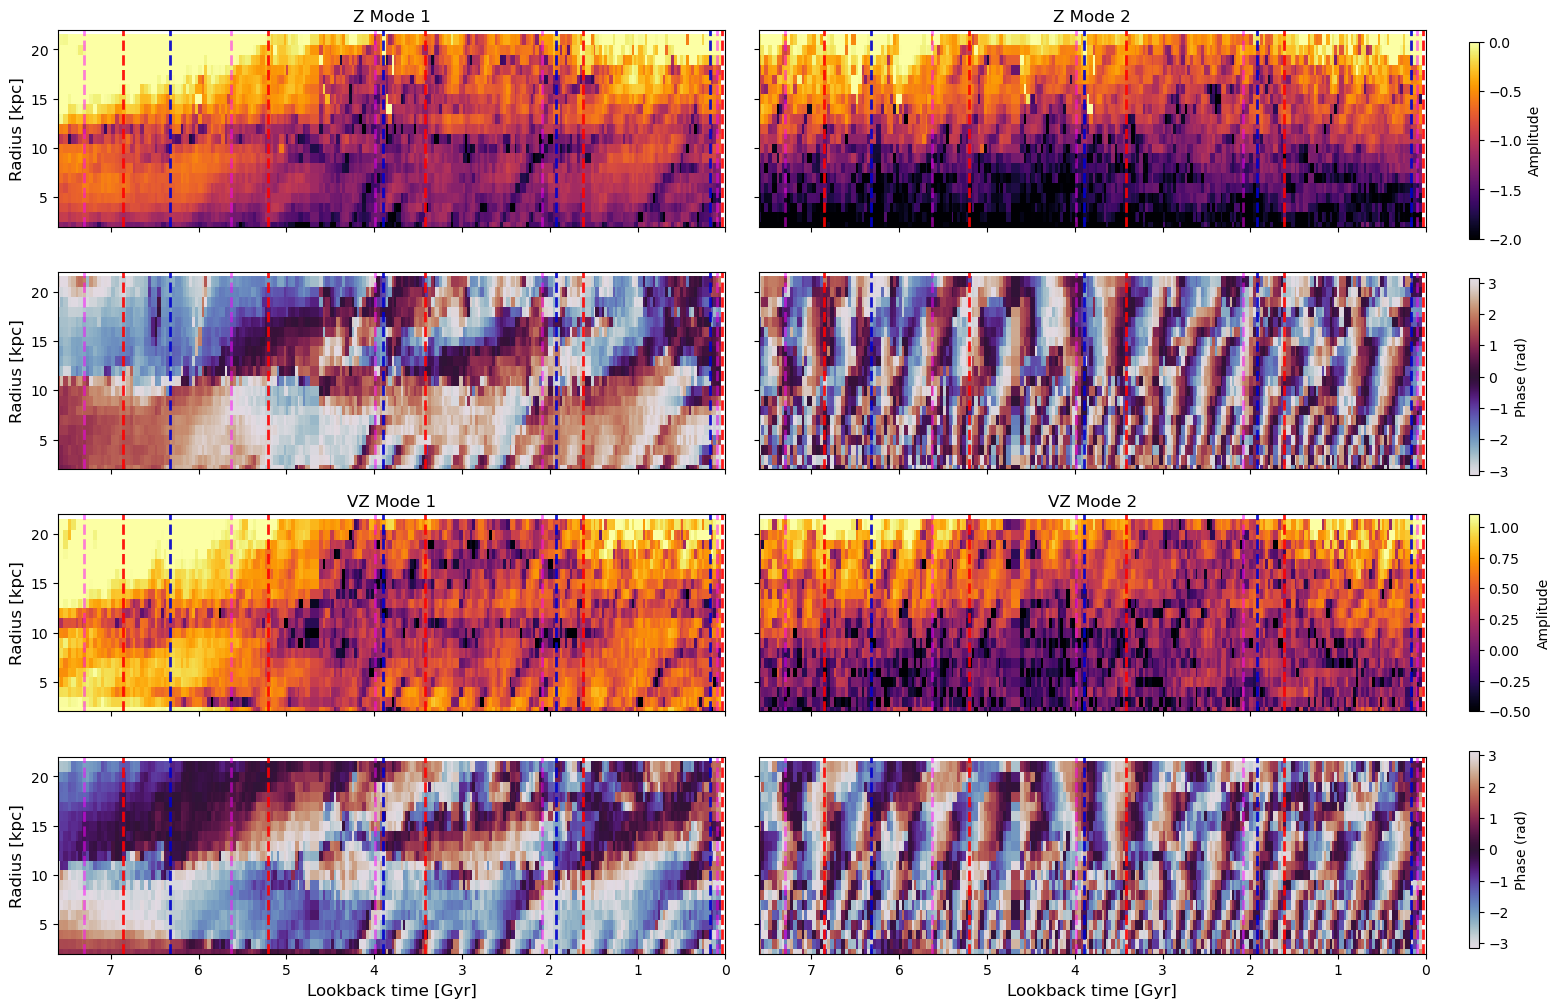 Z Mode 1
Z Mode 2
Radius [kpc]
20
15
10
5
0.0
−0.5
−1.0
−1.5
−2.0
Amplitude
Radius [kpc]
20
15
10
5
3
2
1
0
−1
−2
−3
Phase (rad)
VZ Mode 1
VZ Mode 2
Radius [kpc]
20
15
10
5
1.00
0.75
0.50
0.25
0.00
−0.25
−0.50
Amplitude
Radius [kpc]
20
15
10
5
3
2
1
0
−1
−2
−3
Phase (rad)
7 6 5 4 3 2 1 0
7 6 5 4 3 2 1 0
Lookback time [Gyr]
Lookback time [Gyr]